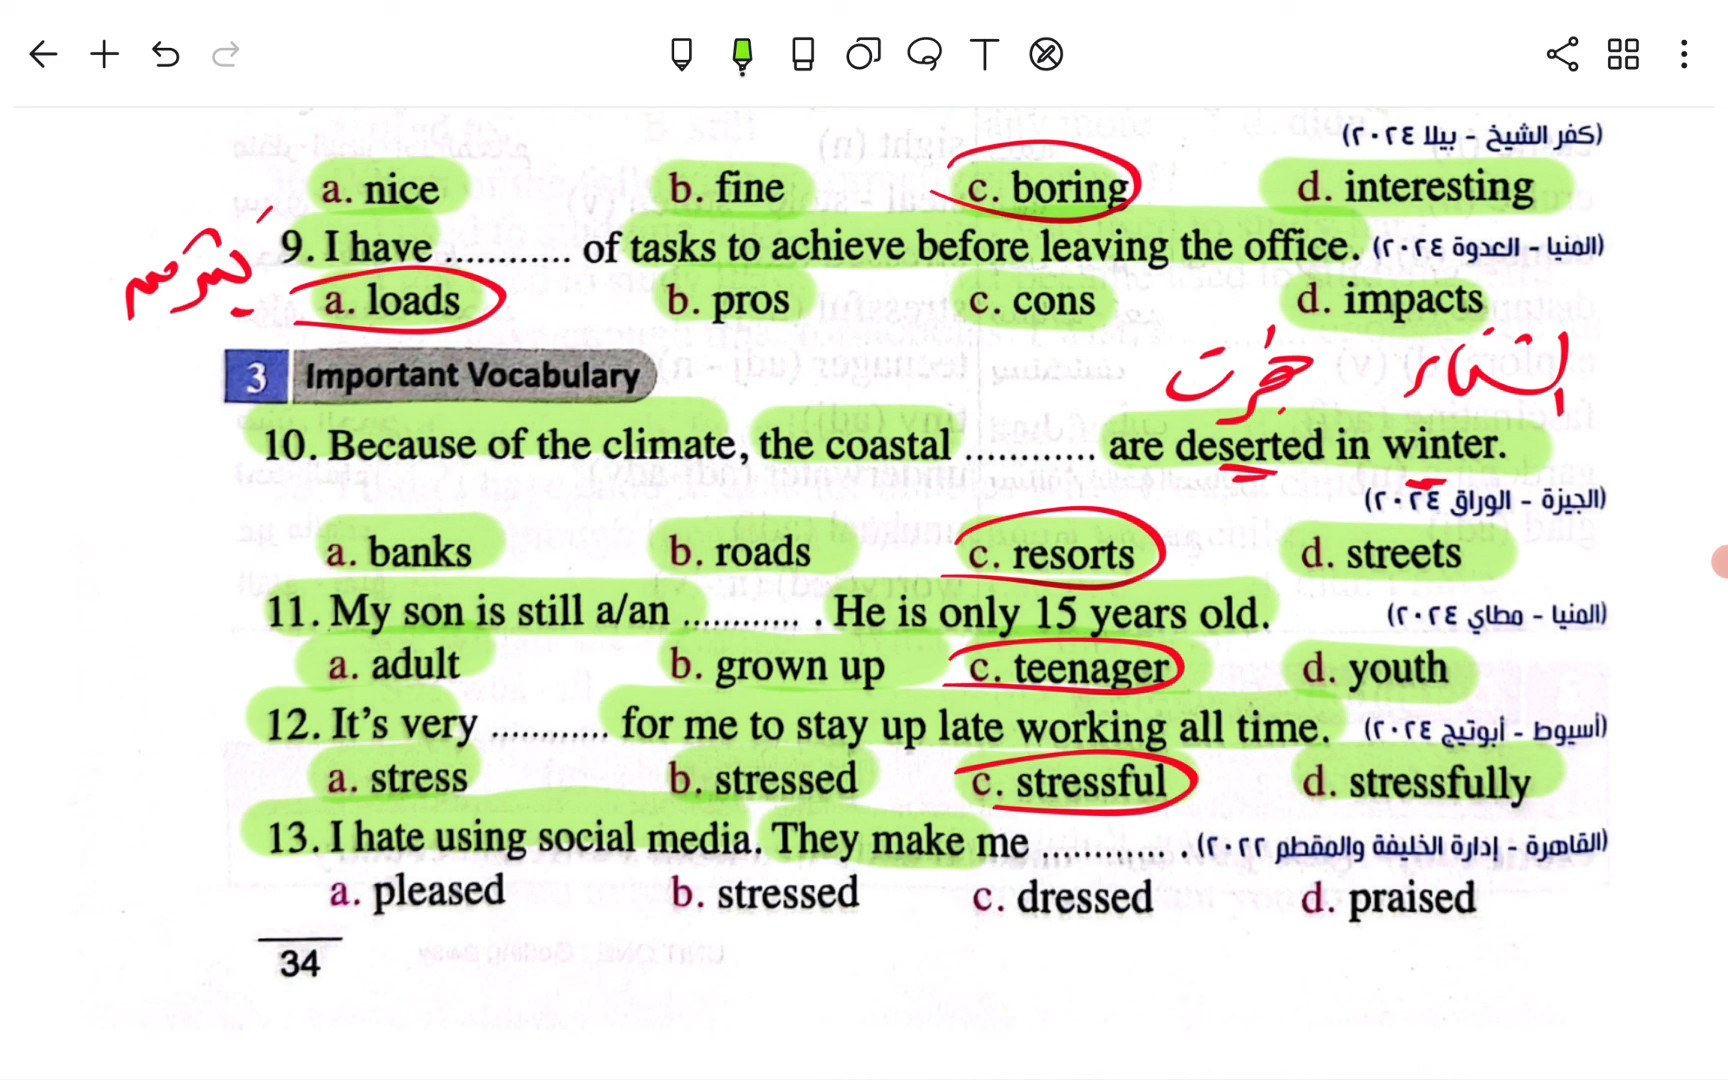 (كفر الشيخ - بيلا ٢٠٢٤)
a. nice b. fine c. boring d. interesting
9. I have ............ of tasks to achieve before leaving the office. (المنيا - العدوة ٢٠٢٤)
a. loads b. pros c. cons d. impacts
3 Important Vocabulary
الشتاء
10. Because of the climate, the coastal ............ are deserted in winter.
(الجيزة - الوراق ٢٠٢٤)
a. banks b. roads c. resorts d. streets
11. My son is still a/an ............ . He is only 15 years old. (المنيا - مطاي ٢٠٢٤)
a. adult b. grown up c. teenager d. youth
12. It's very ............ for me to stay up late working all time. (أسيوط - أبوتيج ٢٠٢٤)
a. stress b. stressed c. stressful d. stressfully
13. I hate using social media. They make me ............ . (القاهرة - إدارة الخليفة والمقطم ٢٠٢٢)
a. pleased b. stressed c. dressed d. praised
34